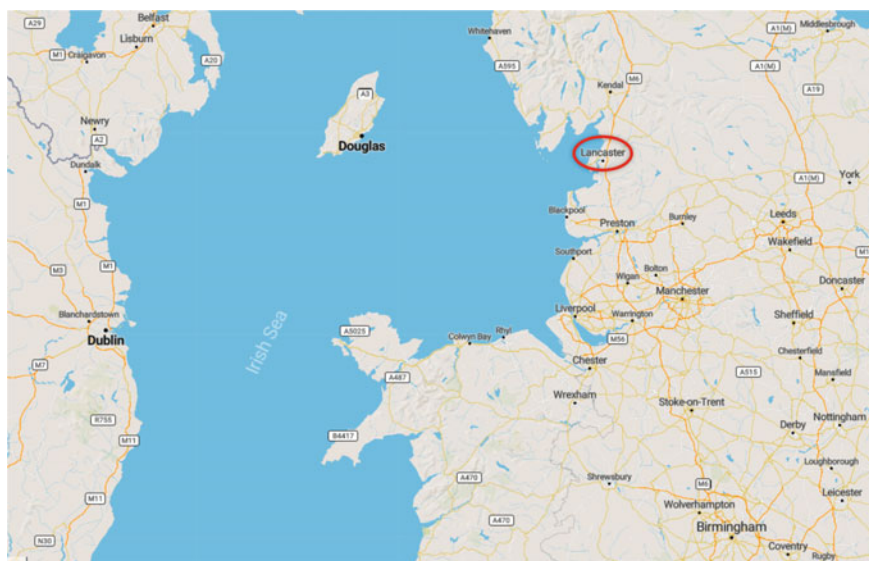 Belfast
A29
Lisburn
M1
Craigavon
A20
Newry
A2
Dundalk
M1
M3
M1
Blanchardstown
Dublin
M7
R755
M11
M11
N30
A3
Douglas
Irish Sea
Whitehaven
A595
Kendal
M6
Lancaster
Middlesbrough
A1(M)
A1(M)
A19
A1(M)
York
Blackpool
Preston
Burnley
Leeds
Wakefield
M1
Southport
Wigan
Bolton
Manchester
Doncaster
Liverpool
Warrington
Sheffield
M56
A5025
Colwyn Bay
Rhyl
Chester
Chesterfield
A487
A515
Mansfield
Wrexham
Stoke-on-Trent
B4417
Derby
Nottingham
A470
Shrewsbury
M6
Loughborough
Leicester
Wolverhampton
A470
Birmingham
Coventry
Rugby